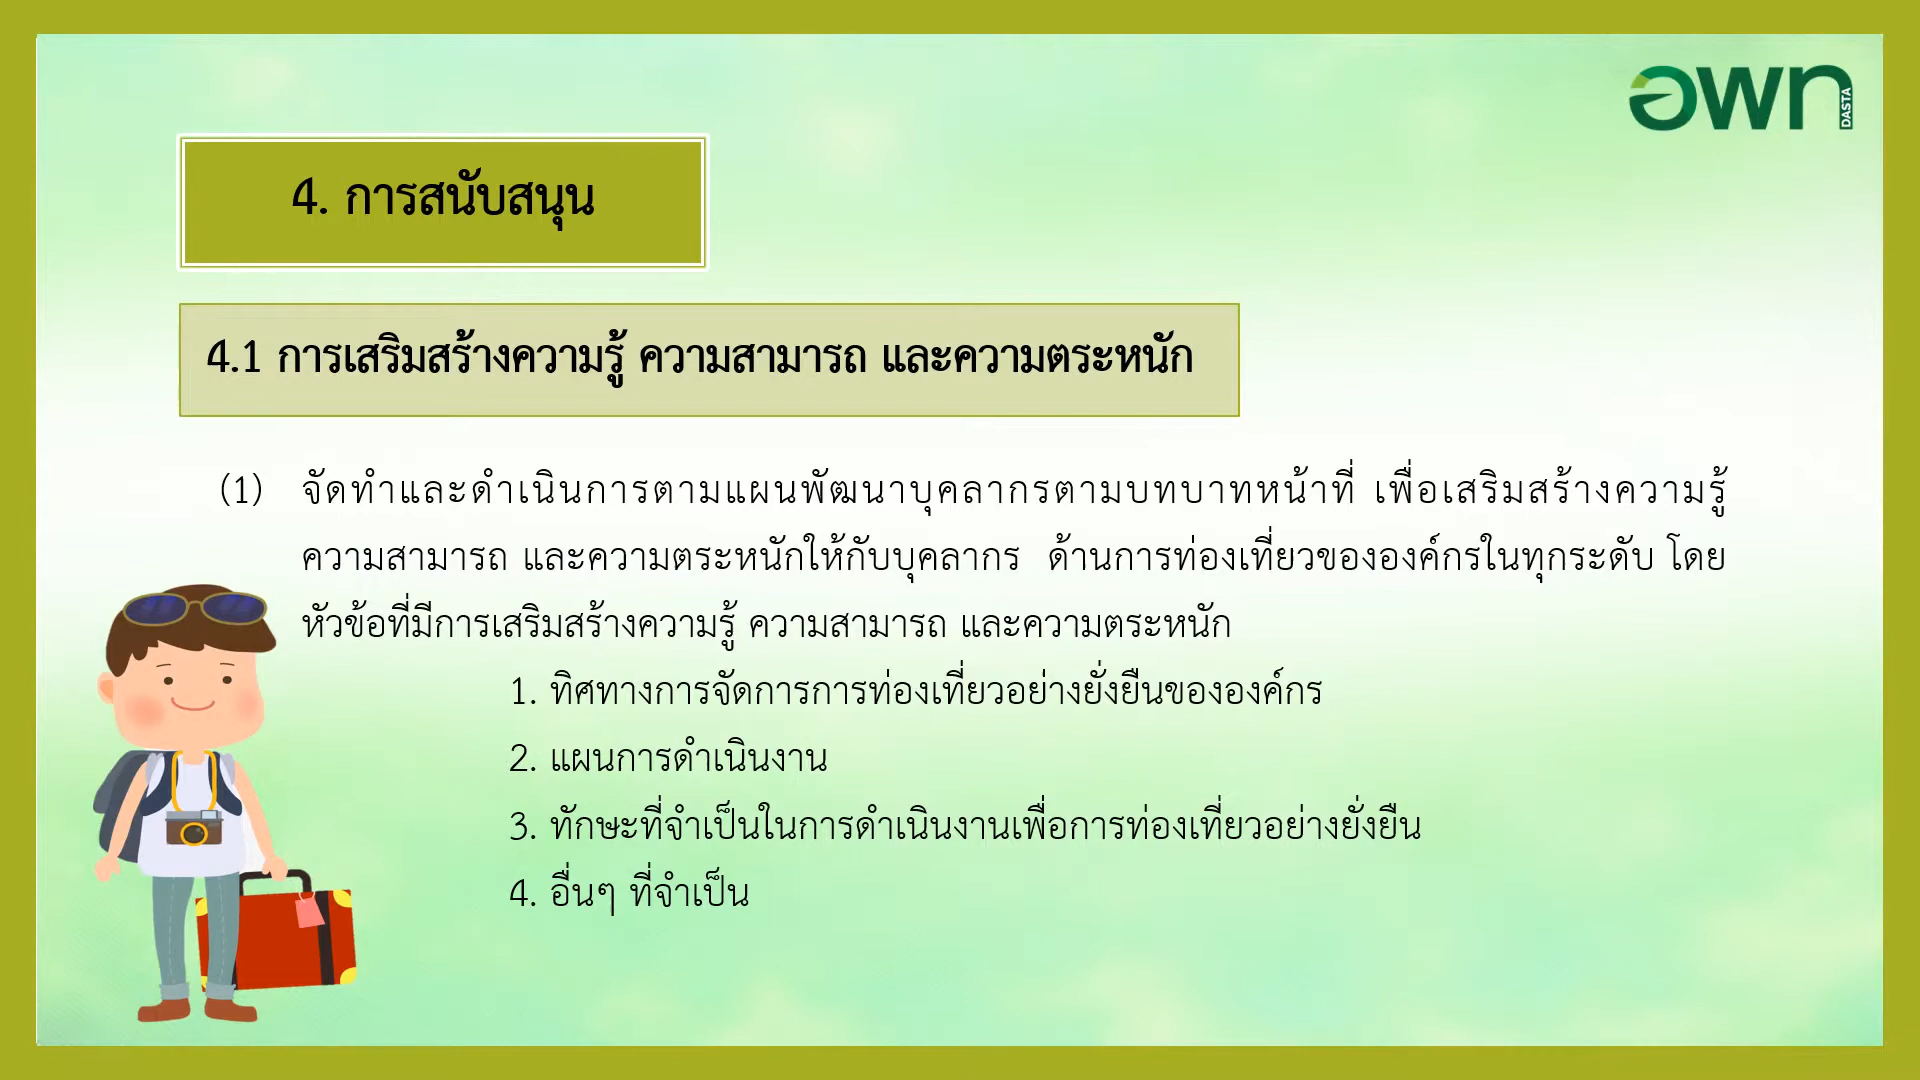 อพท
DASTA
4. การสนับสนุน
4.1 การเสริมสร้างความรู้ ความสามารถ และความตระหนัก
(1) จัดทำและดำเนินการตามแผนพัฒนาบุคลากรตามบทบาทหน้าที่ เพื่อเสริมสร้างความรู้
ความสามารถ และความตระหนักให้กับบุคลากร ด้านการท่องเที่ยวขององค์กรในทุกระดับ โดย
หัวข้อที่มีการเสริมสร้างความรู้ ความสามารถ และความตระหนัก
1. ทิศทางการจัดการการท่องเที่ยวอย่างยั่งยืนขององค์กร
2. แผนการดำเนินงาน
3. ทักษะที่จำเป็นในการดำเนินงานเพื่อการท่องเที่ยวอย่างยั่งยืน
4. อื่นๆ ที่จำเป็น